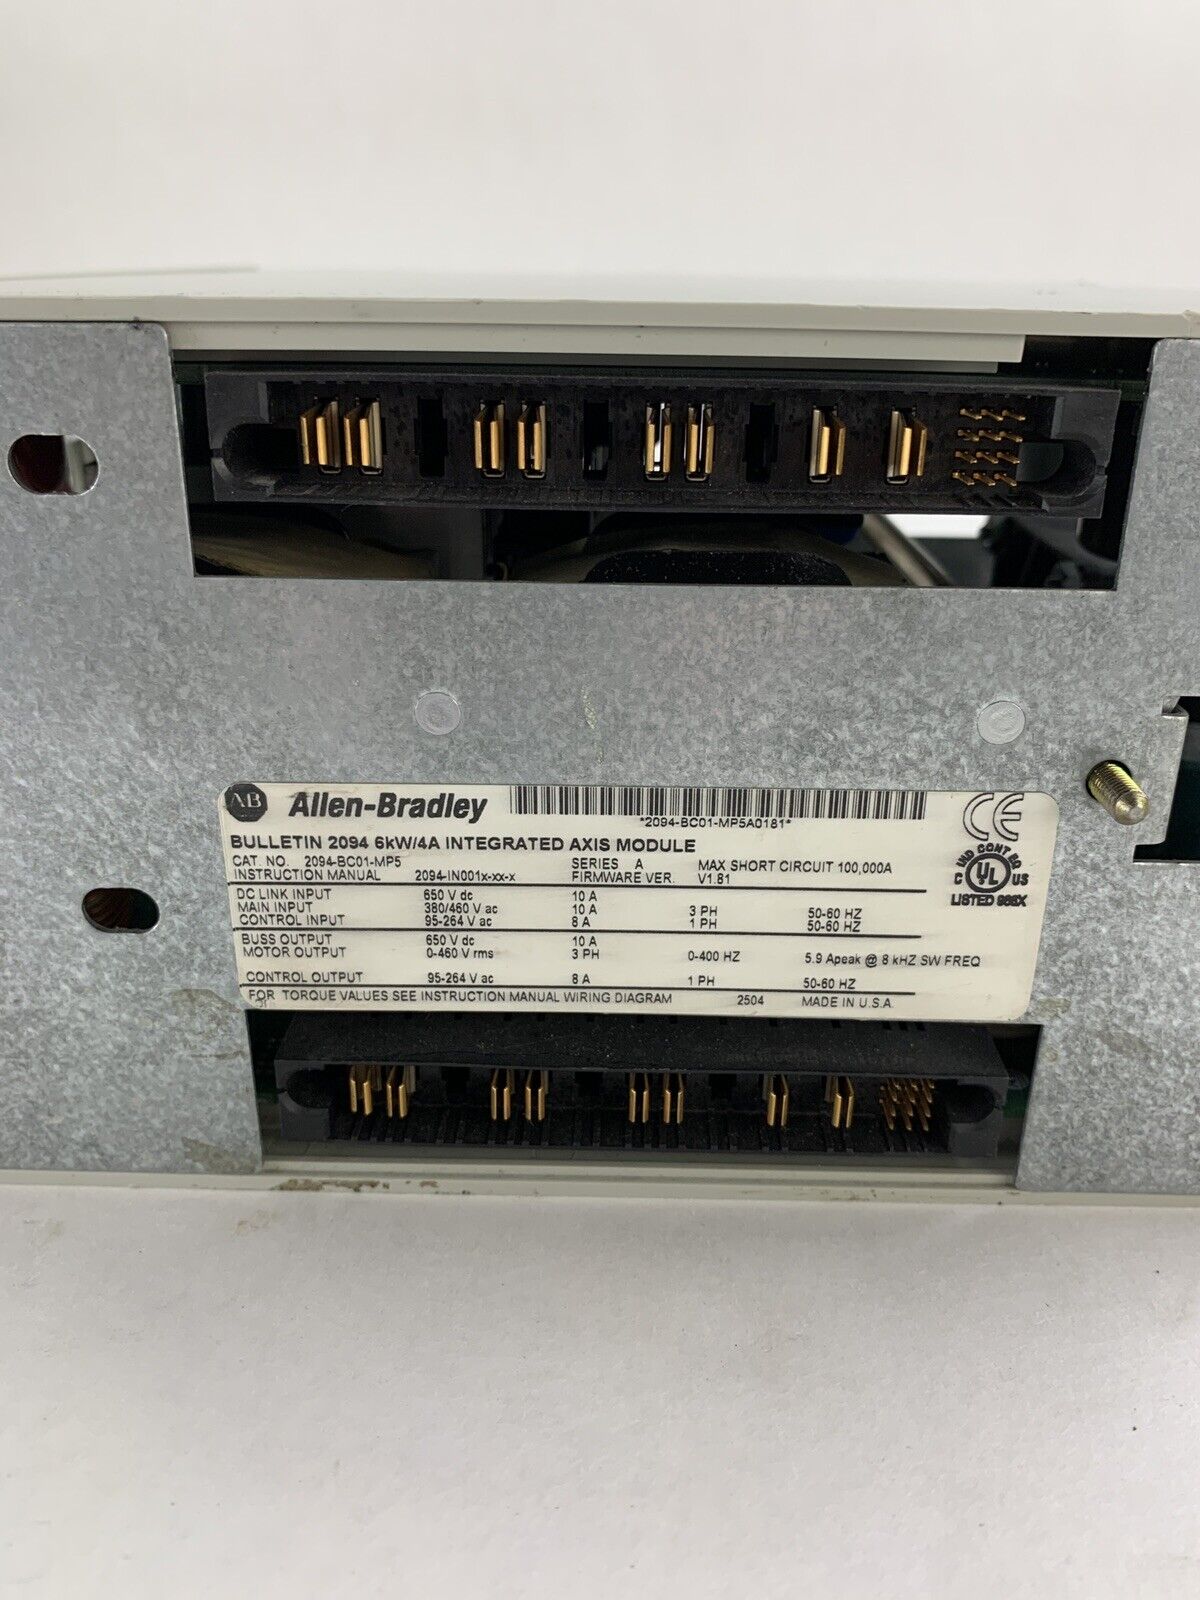 AB Allen-Bradley
*2094-BC01-MP5A0181*
BULLETIN 2094 6kW/4A INTEGRATED AXIS MODULE
CAT. NO. 2094-BC01-MP5 SERIES A MAX SHORT CIRCUIT 100,000A
INSTRUCTION MANUAL 2094-IN001x-xx-x FIRMWARE VER. V1.81
DC LINK INPUT 650 V dc 10 A
MAIN INPUT 380/460 V ac 10 A 3 PH 50-60 HZ
CONTROL INPUT 95-264 V ac 8 A 1 PH 50-60 HZ
BUSS OUTPUT 650 V dc 10 A
MOTOR OUTPUT 0-460 V rms 3 PH 0-400 HZ 5.9 Apeak @ 8 kHZ SW FREQ
CONTROL OUTPUT 95-264 V ac 8 A 1 PH 50-60 HZ
FOR TORQUE VALUES SEE INSTRUCTION MANUAL WIRING DIAGRAM 2504 MADE IN U.S.A.
CE
IND CONT EQ
C UL US
LISTED